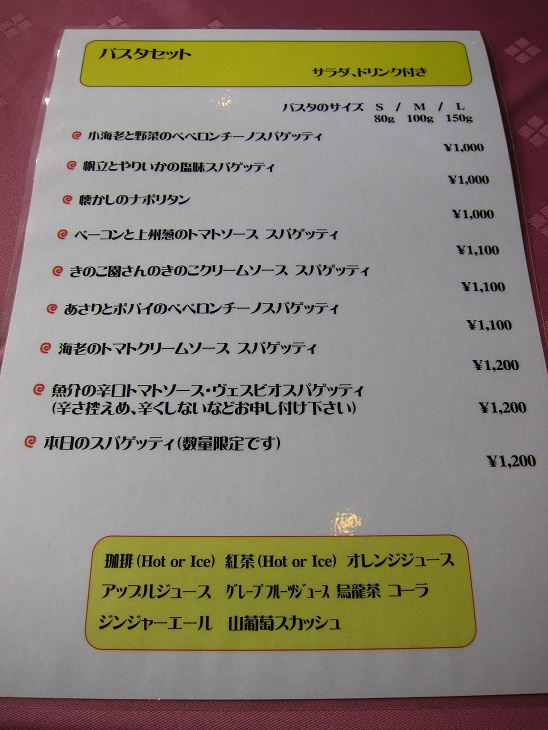 パスタセット
サラダ、ドリンク付き
パスタのサイズ S / M / L
80g 100g 150g
小海老と野菜のペペロンチーノスパゲッティ ¥1,000
帆立とやりいかの塩味スパゲッティ ¥1,000
懐かしのナポリタン ¥1,000
ベーコンと上州葱のトマトソース スパゲッティ ¥1,100
きのこ園さんのきのこクリームソース スパゲッティ ¥1,100
あさりとポパイのペペロンチーノスパゲッティ ¥1,100
海老のトマトクリームソース スパゲッティ ¥1,200
魚介の辛口トマトソース・ヴェスビオスパゲッティ
(辛さ控えめ、辛くしないなどお申し付け下さい) ¥1,200
本日のスパゲッティ(数量限定です) ¥1,200
珈琲(Hot or Ice) 紅茶(Hot or Ice) オレンジジュース
アップルジュース グレープフルーツジュース 烏龍茶 コーラ
ジンジャーエール 山葡萄スカッシュ